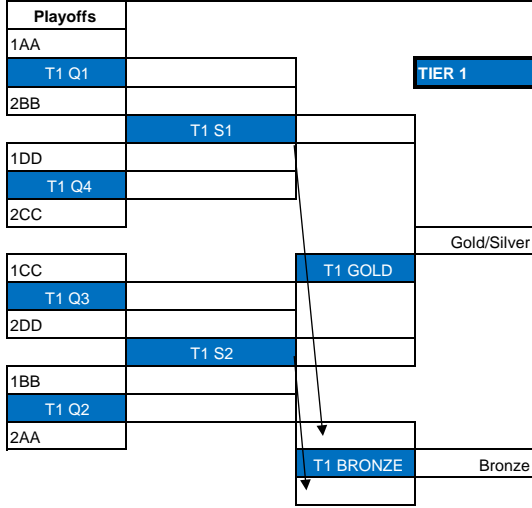 Playoffs
1AA
T1 Q1
TIER 1
2BB
T1 S1
1DD
T1 Q4
2CC
Gold/Silver
1CC
T1 GOLD
T1 Q3
2DD
T1 S2
1BB
T1 Q2
2AA
T1 BRONZE
Bronze